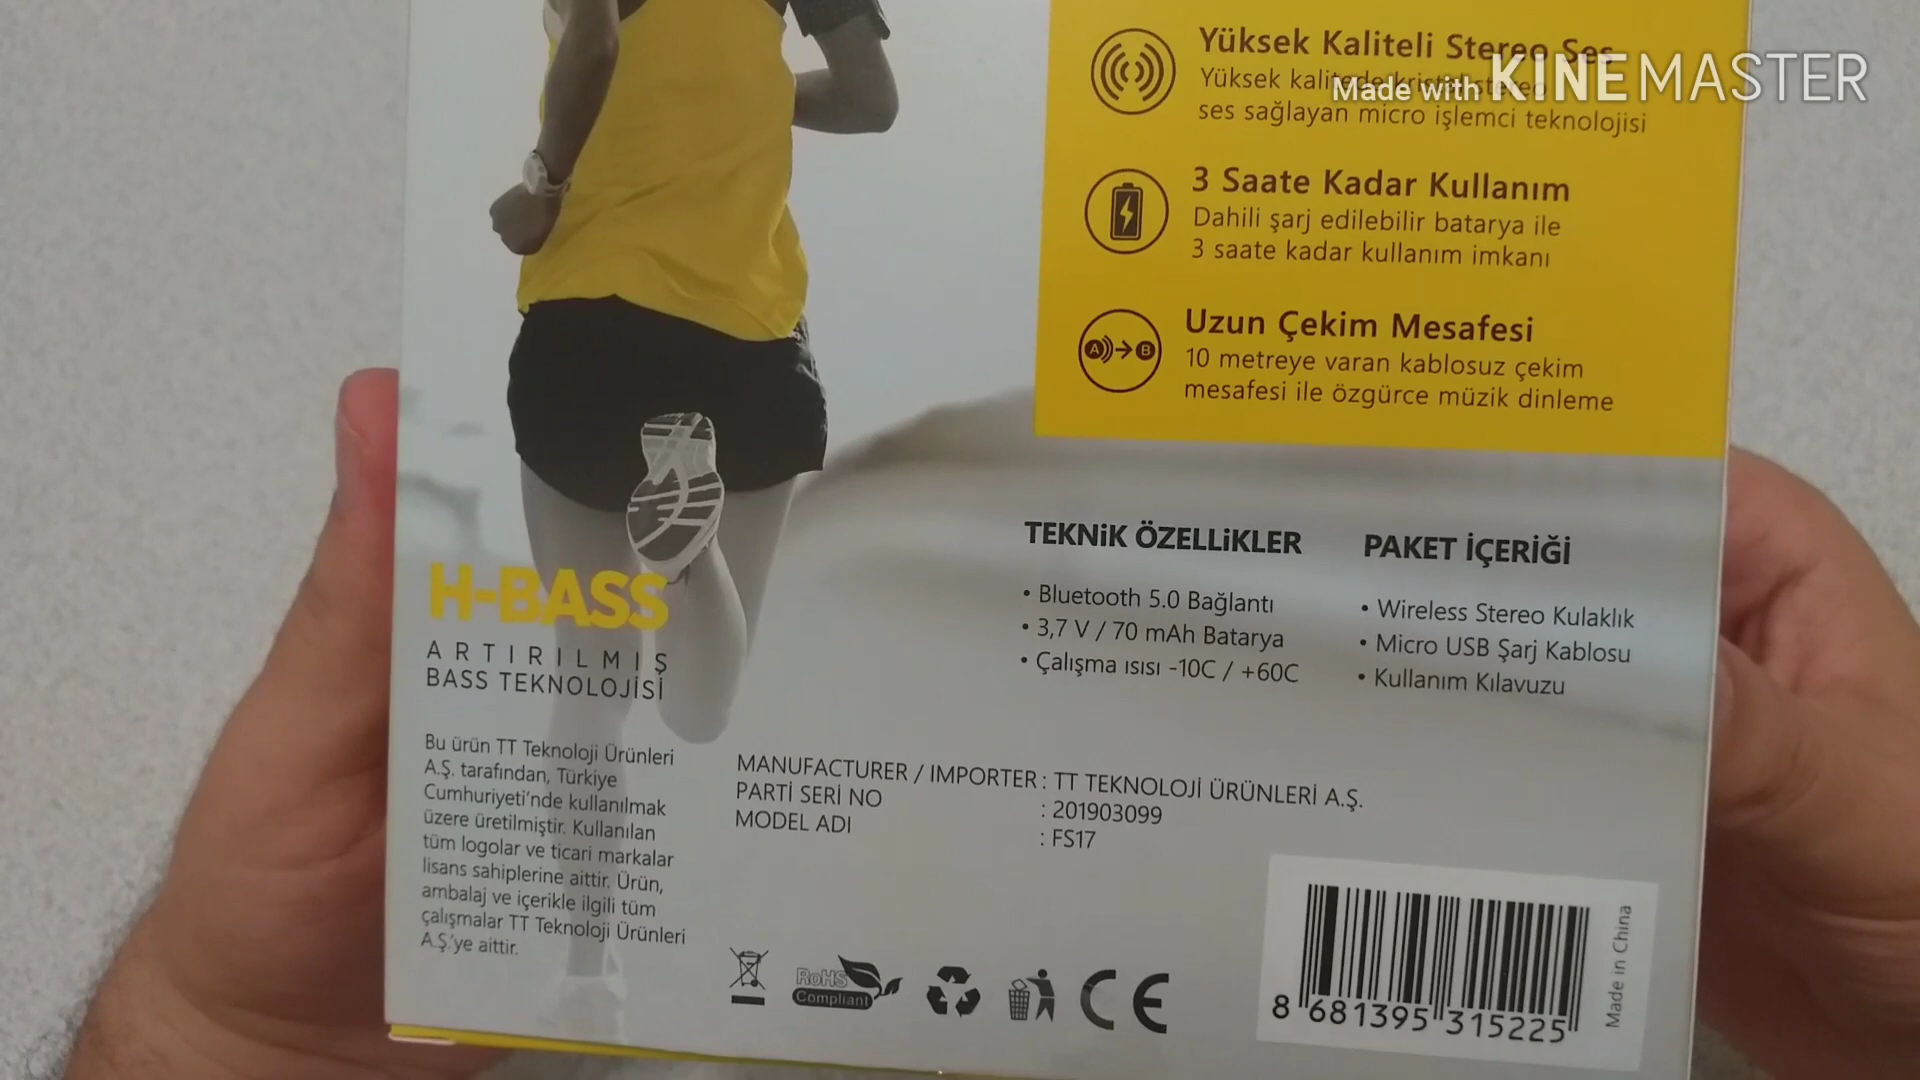 Yüksek Kaliteli Stereo Ses
Made with KINEMASTER
Yüksek kalitede kristal stereo
ses sağlayan micro işlemci teknolojisi
3 Saate Kadar Kullanım
Dahili şarj edilebilir batarya ile
3 saate kadar kullanım imkanı
A B
Uzun Çekim Mesafesi
10 metreye varan kablosuz çekim
mesafesi ile özgürce müzik dinleme
TEKNiK ÖZELLiKLER
• Bluetooth 5.0 Bağlantı
• 3,7 V / 70 mAh Batarya
• Çalışma ısısı -10C / +60C
PAKET İÇERİĞİ
• Wireless Stereo Kulaklık
• Micro USB Şarj Kablosu
• Kullanım Kılavuzu
H-BASS
ARTIRILMIŞ
BASS TEKNOLOJİSİ
Bu ürün TT Teknoloji Ürünleri
A.Ş. tarafından, Türkiye
Cumhuriyeti’nde kullanılmak
üzere üretilmiştir. Kullanılan
tüm logolar ve ticari markalar
lisans sahiplerine aittir. Ürün,
ambalaj ve içerikle ilgili tüm
çalışmalar TT Teknoloji Ürünleri
A.Ş.’ye aittir.
MANUFACTURER / IMPORTER : TT TEKNOLOJİ ÜRÜNLERİ A.Ş.
PARTİ SERİ NO : 201903099
MODEL ADI : FS17
RoHS
Compliant
CE
8 681395 315225
Made in China